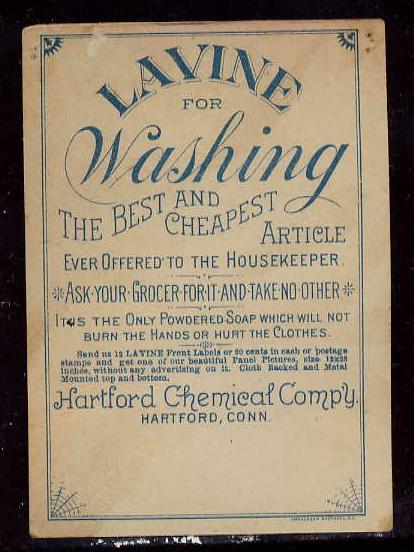 LAVINE
FOR
Washing
THE BEST AND
CHEAPEST
ARTICLE
EVER OFFERED TO THE HOUSEKEEPER.
*ASK·YOUR·GROCER·FOR·IT·AND·TAKE·NO·OTHER*
IT IS THE ONLY POWDERED SOAP WHICH WILL NOT
BURN THE HANDS OR HURT THE CLOTHES.
Send us 12 LAVINE Front Labels or 20 cents in cash or postage
stamps and get one of our beautiful Panel Pictures, size 12x28
inches, without any advertising on it. Cloth Backed and Metal
Mounted top and bottom.
Hartford Chemical Comp'y.
HARTFORD, CONN.